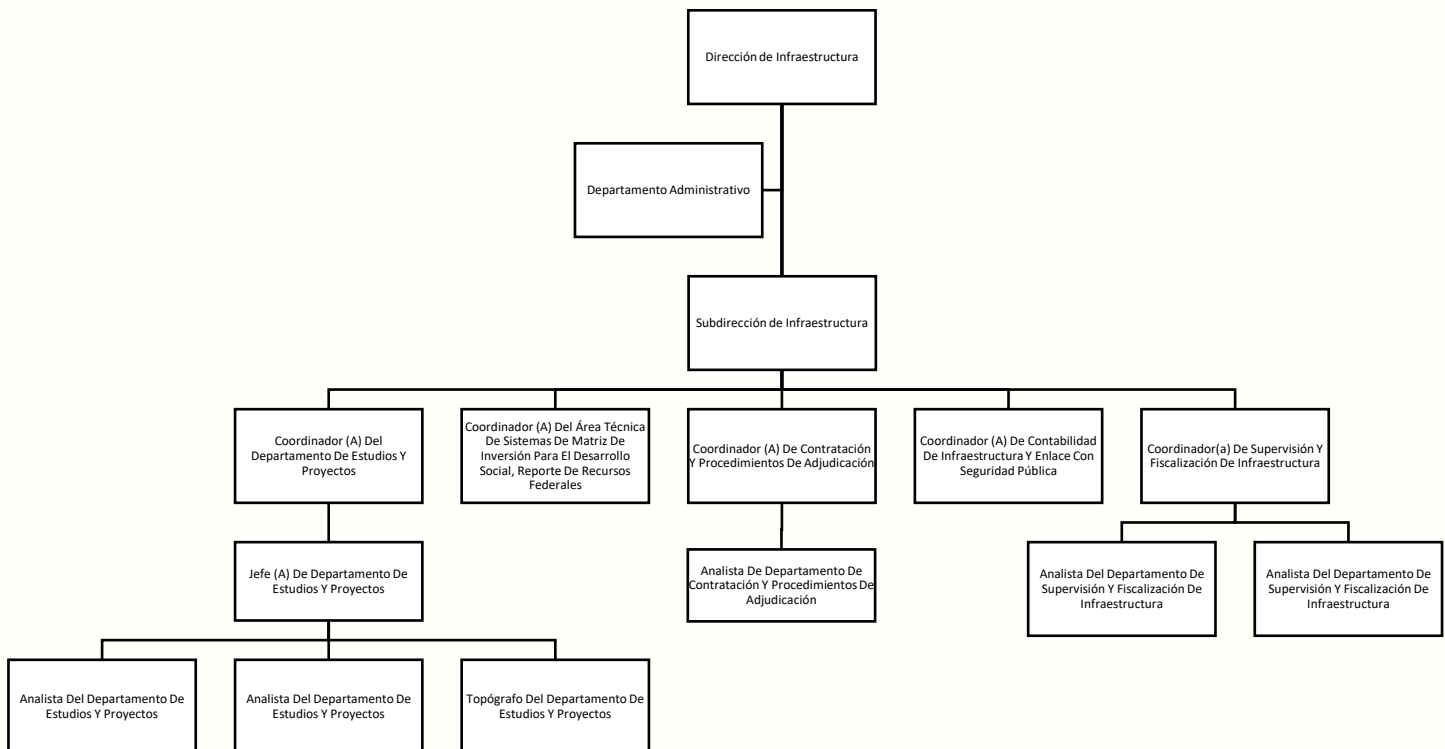 Dirección de Infraestructura
Departamento Administrativo
Subdirección de Infraestructura
Coordinador (A) Del
Departamento De Estudios Y
Proyectos
Coordinador (A) Del Área Técnica
De Sistemas De Matriz De
Inversión Para El Desarrollo
Social, Reporte De Recursos
Federales
Coordinador (A) De Contratación
Y Procedimientos De Adjudicación
Coordinador (A) De Contabilidad
De Infraestructura Y Enlace Con
Seguridad Pública
Coordinador(a) De Supervisión Y
Fiscalización De Infraestructura
Jefe (A) De Departamento De
Estudios Y Proyectos
Analista De Departamento De
Contratación Y Procedimientos De
Adjudicación
Analista Del Departamento De
Supervisión Y Fiscalización De
Infraestructura
Analista Del Departamento De
Supervisión Y Fiscalización De
Infraestructura
Analista Del Departamento De
Estudios Y Proyectos
Analista Del Departamento De
Estudios Y Proyectos
Topógrafo Del Departamento De
Estudios Y Proyectos